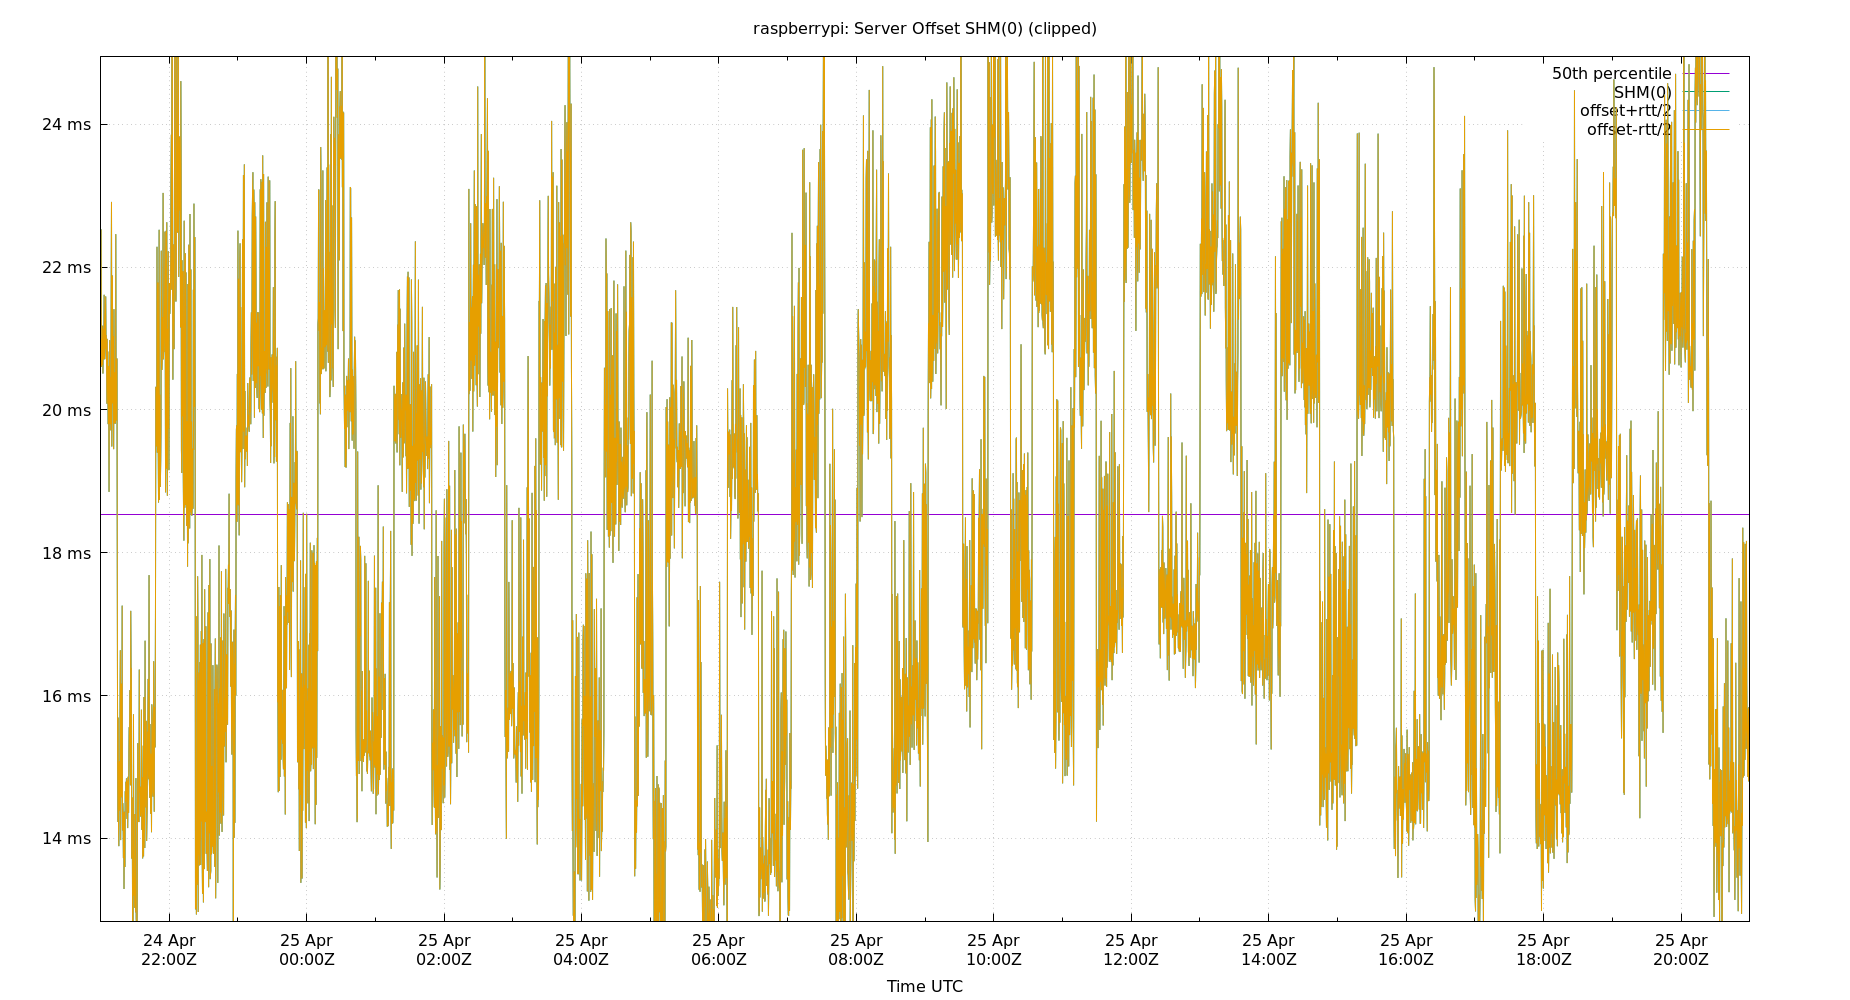 raspberrypi: Server Offset SHM(0) (clipped)
50th percentile
SHM(0)
offset+rtt/2
offset-rtt/2
24 ms
22 ms
20 ms
18 ms
16 ms
14 ms
24 Apr 25 Apr 25 Apr 25 Apr 25 Apr 25 Apr 25 Apr 25 Apr 25 Apr 25 Apr 25 Apr 25 Apr
22:00Z 00:00Z 02:00Z 04:00Z 06:00Z 08:00Z 10:00Z 12:00Z 14:00Z 16:00Z 18:00Z 20:00Z
Time UTC